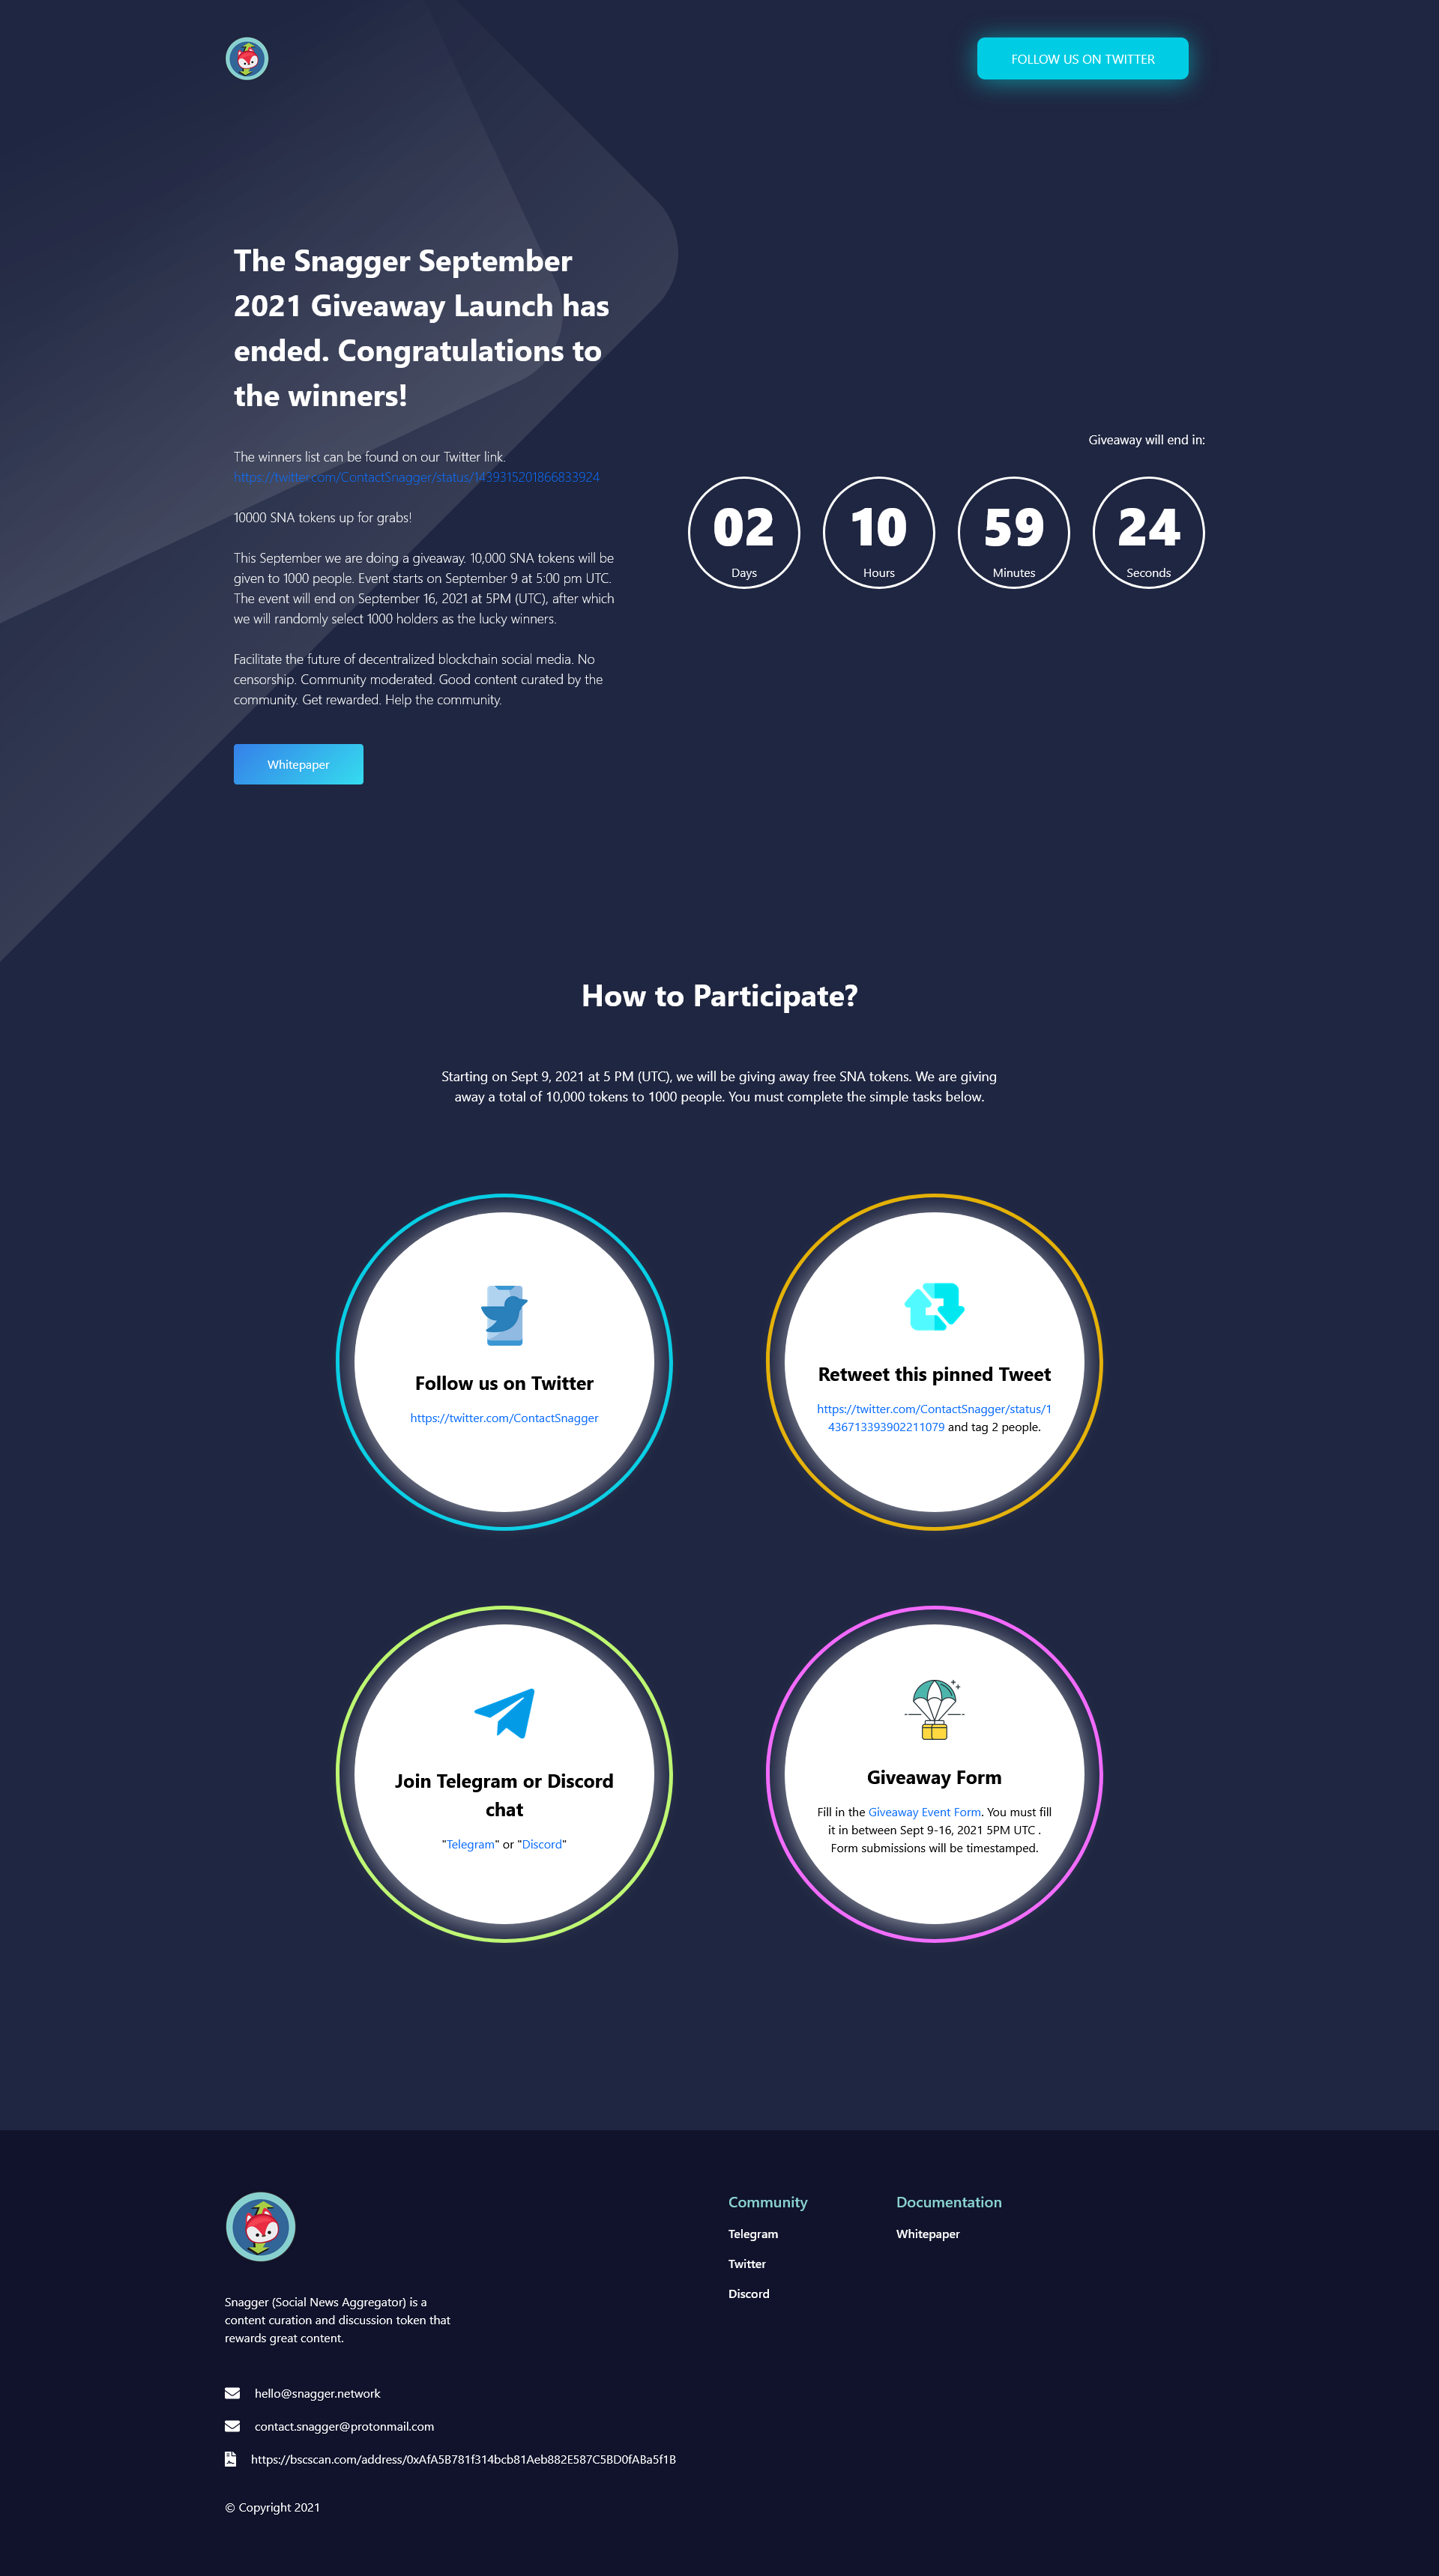 FOLLOW US ON TWITTER
The Snagger September
2021 Giveaway Launch has
ended. Congratulations to
the winners!
The winners list can be found on our Twitter link.
https://twitter.com/ContactSnagger/status/1439315201866833924
10000 SNA tokens up for grabs!
This September we are doing a giveaway. 10,000 SNA tokens will be
given to 1000 people. Event starts on September 9 at 5:00 pm UTC.
The event will end on September 16, 2021 at 5PM (UTC), after which
we will randomly select 1000 holders as the lucky winners.
Facilitate the future of decentralized blockchain social media. No
censorship. Community moderated. Good content curated by the
community. Get rewarded. Help the community.
Whitepaper
Giveaway will end in:
02 10 59 24
Days Hours Minutes Seconds
How to Participate?
Starting on Sept 9, 2021 at 5 PM (UTC), we will be giving away free SNA tokens. We are giving
away a total of 10,000 tokens to 1000 people. You must complete the simple tasks below.
Follow us on Twitter
https://twitter.com/ContactSnagger
Retweet this pinned Tweet
https://twitter.com/ContactSnagger/status/1
436713393902211079 and tag 2 people.
Join Telegram or Discord
chat
"Telegram" or "Discord"
Giveaway Form
Fill in the Giveaway Event Form. You must fill
it in between Sept 9-16, 2021 5PM UTC .
Form submissions will be timestamped.
Snagger (Social News Aggregator) is a
content curation and discussion token that
rewards great content.
hello@snagger.network
contact.snagger@protonmail.com
https://bscscan.com/address/0xAfA5B781f314bcb81Aeb882E587C5BD0fABa5f1B
© Copyright 2021
Community
Telegram
Twitter
Discord
Documentation
Whitepaper